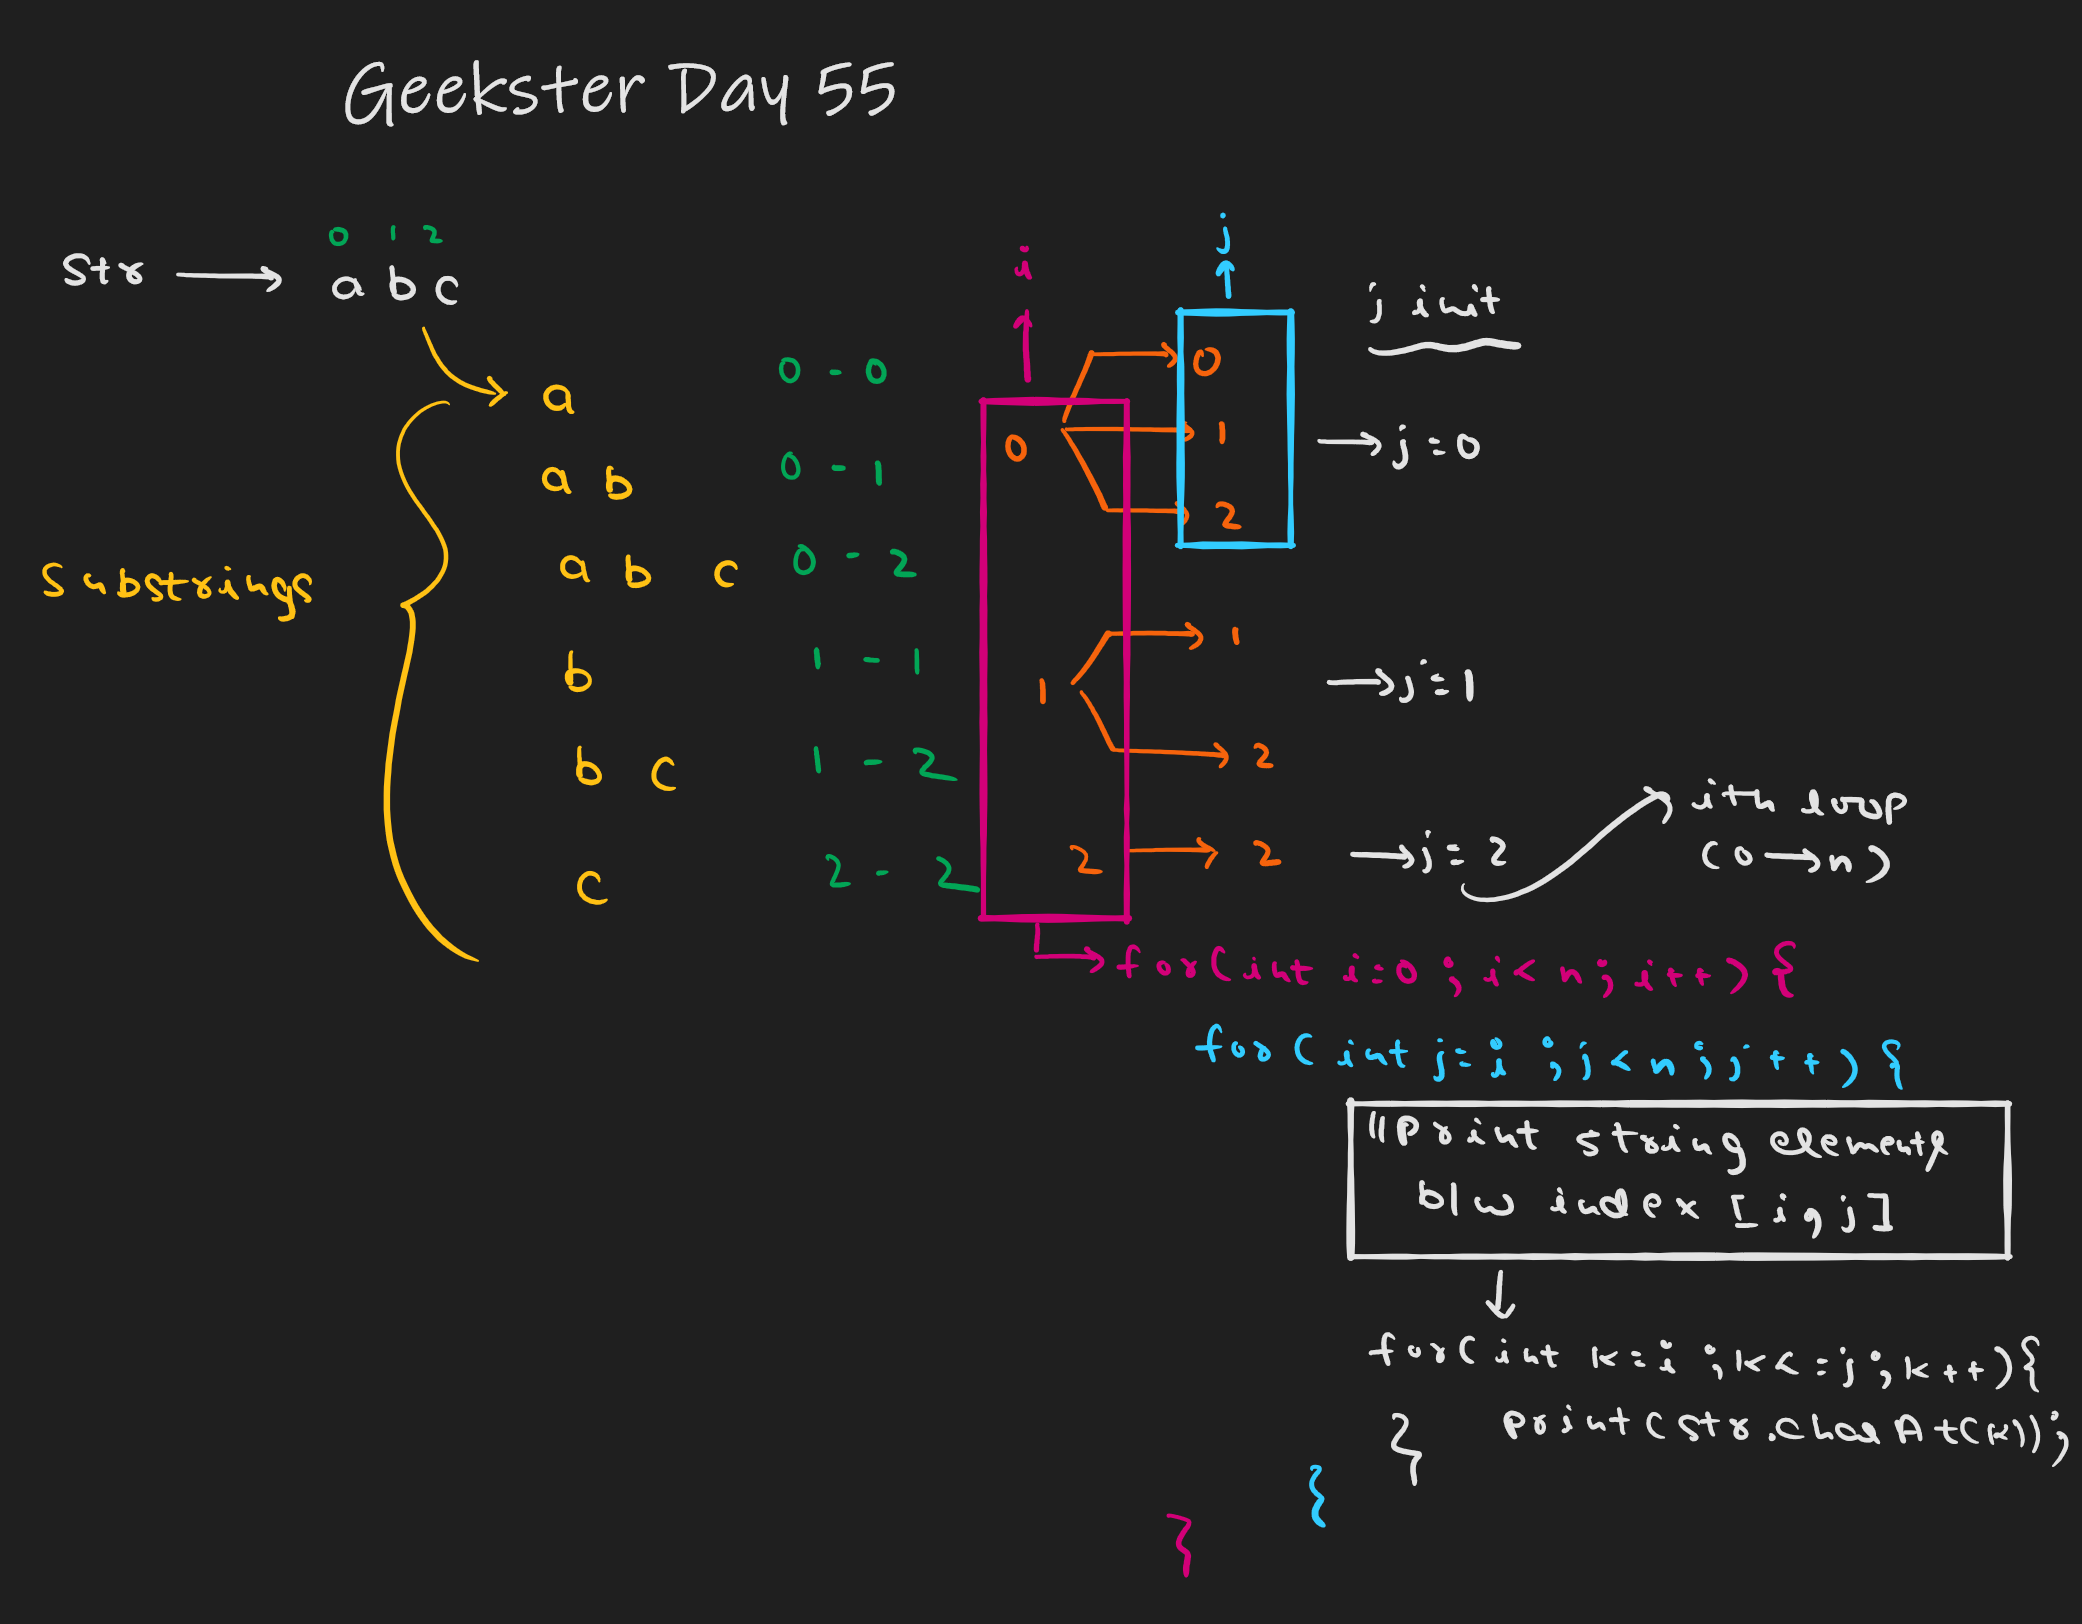 Geekster Day 55
0 1 2
Str → abc
i
j
j init
a 0 - 0
a b 0 - 1
a b c 0 - 2
b 1 - 1
b c 1 - 2
c 2 - 2
Substrings
0 → 0
→ 1
→ 2
→ j=0
1 → 1
→ 2
→ j=1
2 → 2
→ j=2
ith loop
(0→n)
for(int i=0; i<n; i++){
for(int j=i; j<n; j++){
"Print string elements
b/w index [i,j]
for(int k=i; k<=j; k++){
print(str.charAt(k));
}
}
}